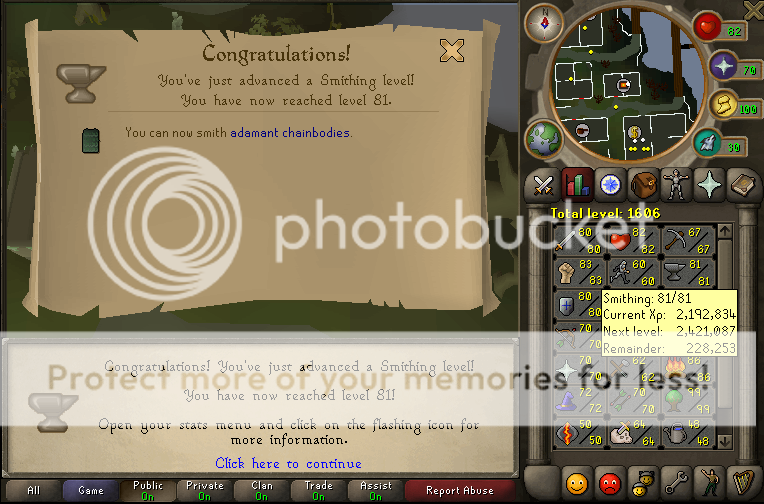 Congratulations!
You've just advanced a Smithing level!
You have now reached level 81.
You can now smith adamant chainbodies.
photobucket
Protect more of your memories for less!
Congratulations! You've just advanced a Smithing level!
You have now reached level 81!
Open your stats menu and click on the flashing icon for
more information.
Click here to continue
All
Game
Public
On
Private
On
Clan
On
Trade
On
Assist
On
Report Abuse
82
70
100
30
Total level: 1606
80 80 82 82 67 67
83 83 60 60 81 81
80 80
Smithing: 81/81
Current Xp: 2,192,834
Next level: 2,421,087
Remainder: 228,253
70 70
70 70 62 86 86
72 72 70 70 99 99
50 50 64 64 48 48